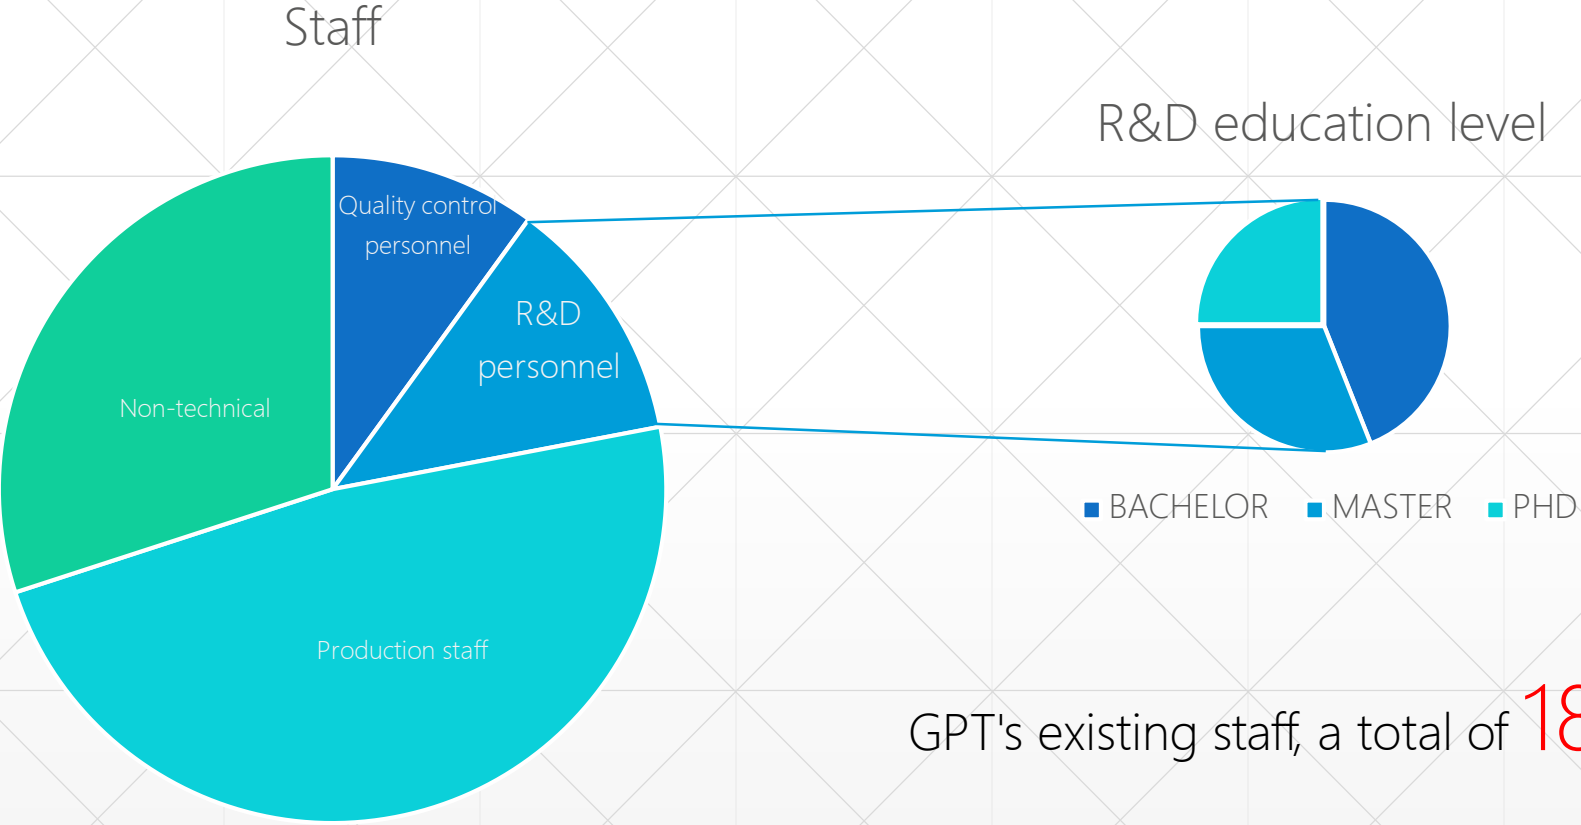 Staff
R&D education level
Quality control
personnel
R&D
personnel
Non-technical
Production staff
BACHELOR MASTER PHD
GPT's existing staff, a total of 18